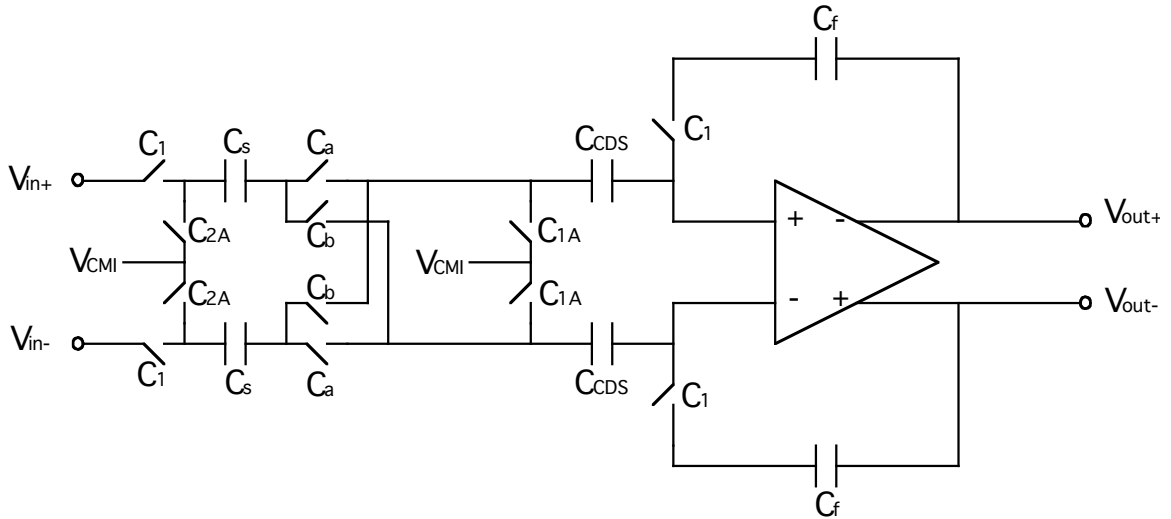 Cf
C1
C1 Cs Ca CCDS
Vin+
C2A Cb C1A + - Vout+
VCMI VCMI
C2A Cb C1A - + Vout-
Vin-
C1 Cs Ca CCDS C1
Cf